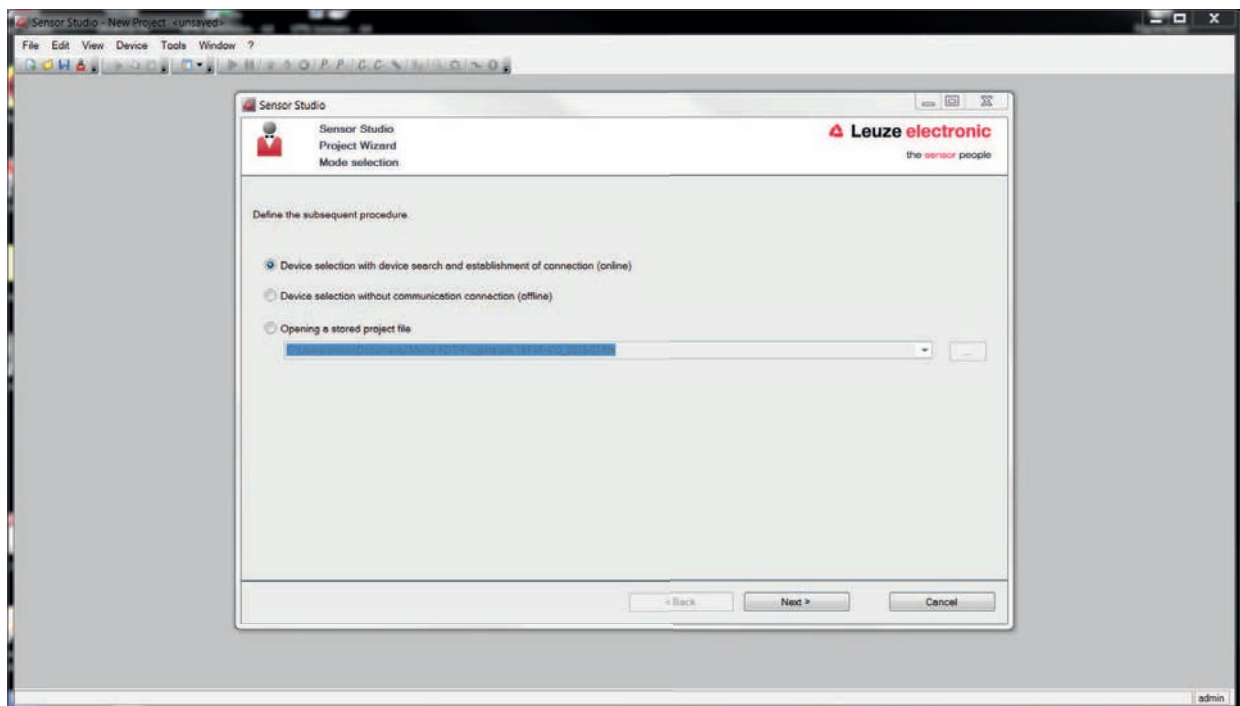 Sensor Studio - New Project <unsaved>
File Edit View Device Tools Window ?
Sensor Studio
Sensor Studio
Project Wizard
Mode selection
Leuze electronic
the sensor people
Define the subsequent procedure.
Device selection with device search and establishment of connection (online)
Device selection without communication connection (offline)
Opening a stored project file
...
< Back
Next >
Cancel
admin